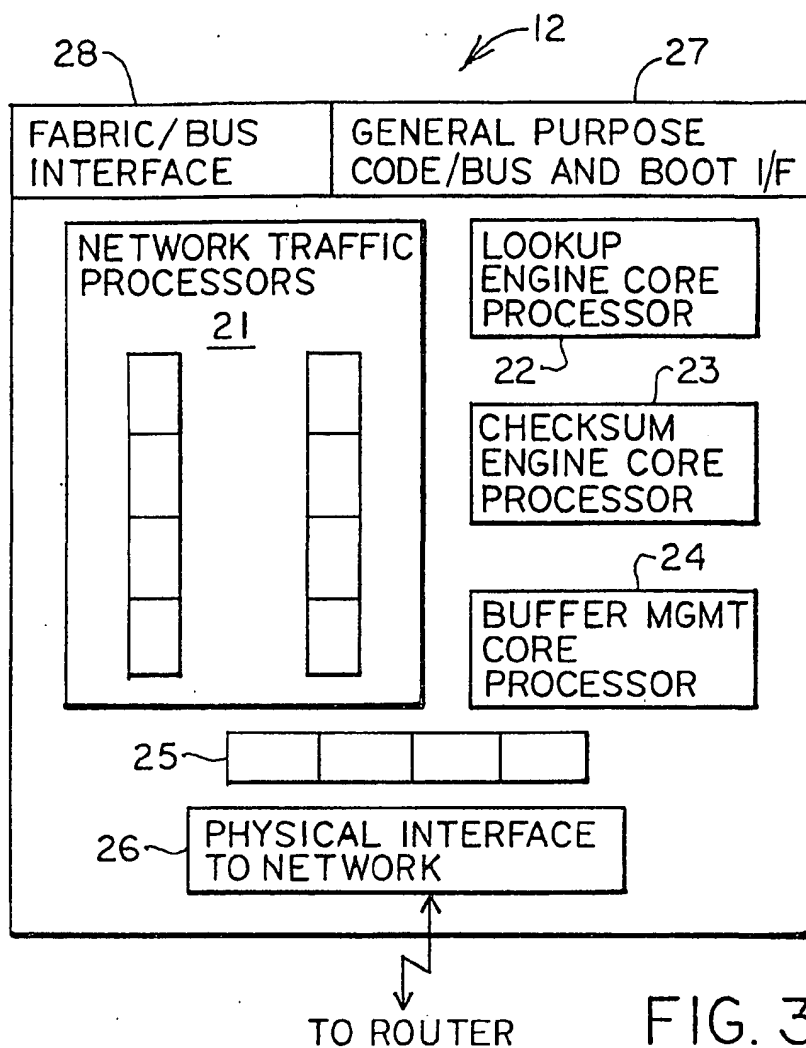 12
28
27
FABRIC/BUS
INTERFACE
GENERAL PURPOSE
CODE/BUS AND BOOT I/F
NETWORK TRAFFIC
PROCESSORS
21
LOOKUP
ENGINE CORE
PROCESSOR
22
23
CHECKSUM
ENGINE CORE
PROCESSOR
24
BUFFER MGMT
CORE
PROCESSOR
25
26
PHYSICAL INTERFACE
TO NETWORK
TO ROUTER
FIG. 3